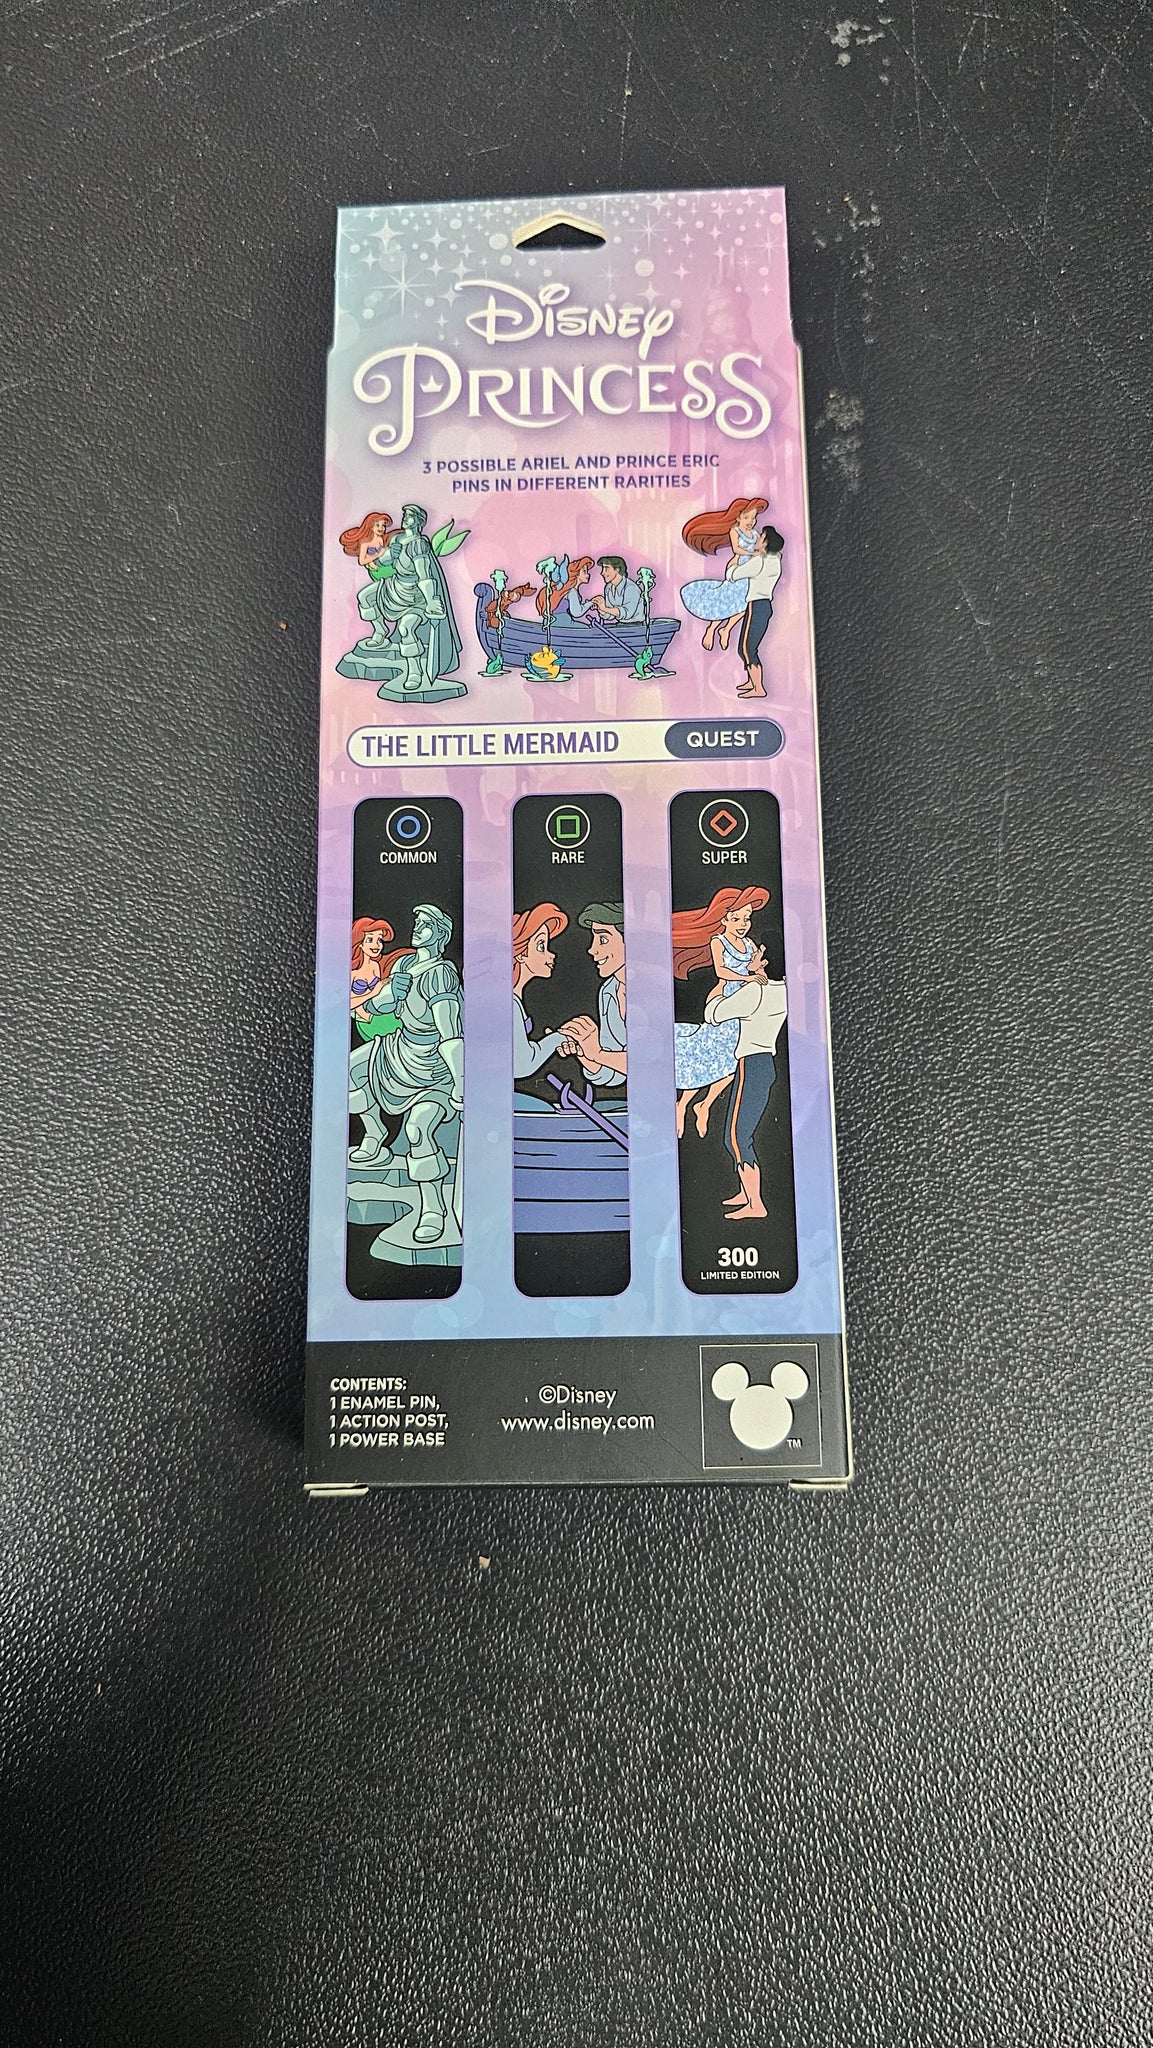 Disney
PRINCESS
3 POSSIBLE ARIEL AND PRINCE ERIC
PINS IN DIFFERENT RARITIES
THE LITTLE MERMAID
QUEST
COMMON
RARE
SUPER
300
LIMITED EDITION
CONTENTS:
1 ENAMEL PIN,
1 ACTION POST,
1 POWER BASE
©Disney
www.disney.com
TM